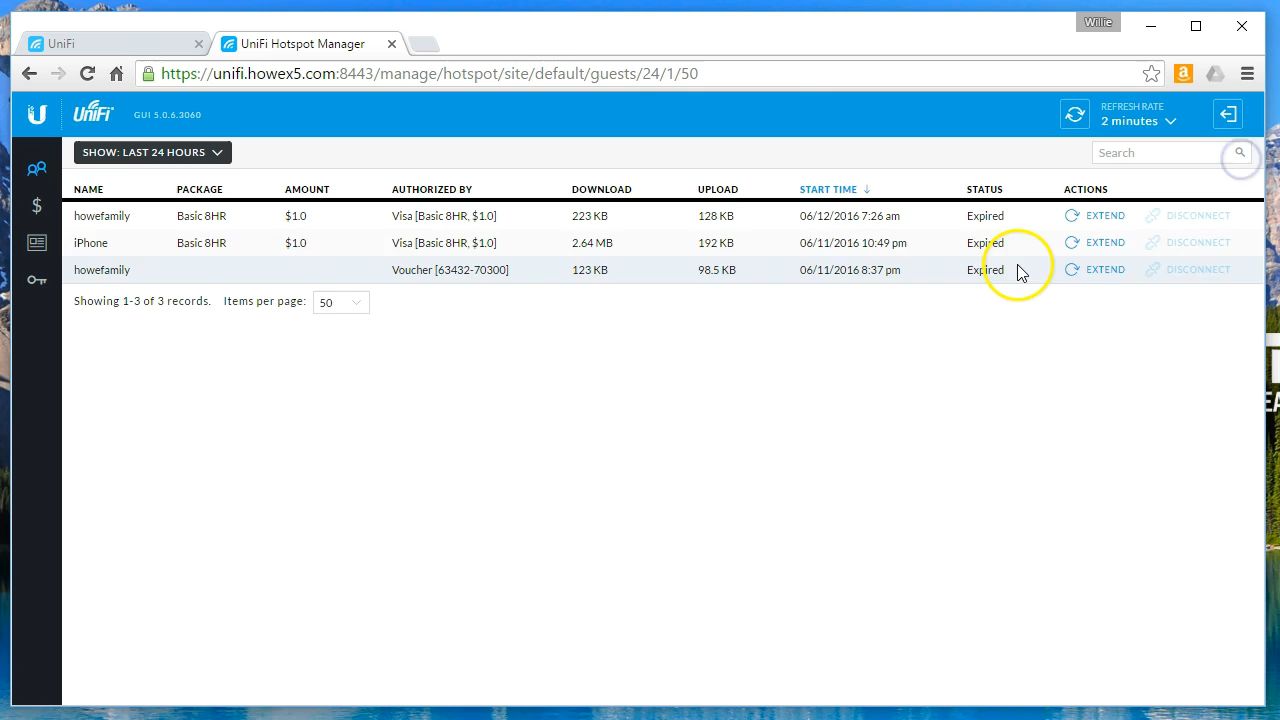 Willie
UniFi
UniFi Hotspot Manager
https://unifi.howex5.com:8443/manage/hotspot/site/default/guests/24/1/50
UniFi GUI 5.0.6.3060
REFRESH RATE
2 minutes
SHOW: LAST 24 HOURS
Search
NAME PACKAGE AMOUNT AUTHORIZED BY DOWNLOAD UPLOAD START TIME STATUS ACTIONS
howefamily Basic 8HR $1.0 Visa [Basic 8HR, $1.0] 223 KB 128 KB 06/12/2016 7:26 am Expired EXTEND DISCONNECT
iPhone Basic 8HR $1.0 Visa [Basic 8HR, $1.0] 2.64 MB 192 KB 06/11/2016 10:49 pm Expired EXTEND DISCONNECT
howefamily Voucher [63432-70300] 123 KB 98.5 KB 06/11/2016 8:37 pm Expired EXTEND DISCONNECT
Showing 1-3 of 3 records. Items per page: 50